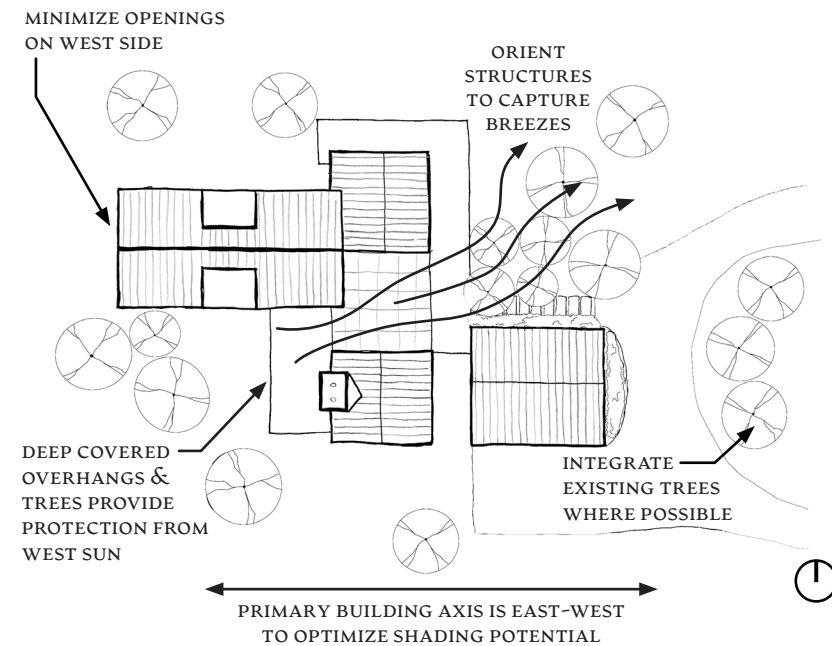 MINIMIZE OPENINGS
ON WEST SIDE
ORIENT
STRUCTURES
TO CAPTURE
BREEZES
DEEP COVERED
OVERHANGS &
TREES PROVIDE
PROTECTION FROM
WEST SUN
INTEGRATE
EXISTING TREES
WHERE POSSIBLE
PRIMARY BUILDING AXIS IS EAST-WEST
TO OPTIMIZE SHADING POTENTIAL